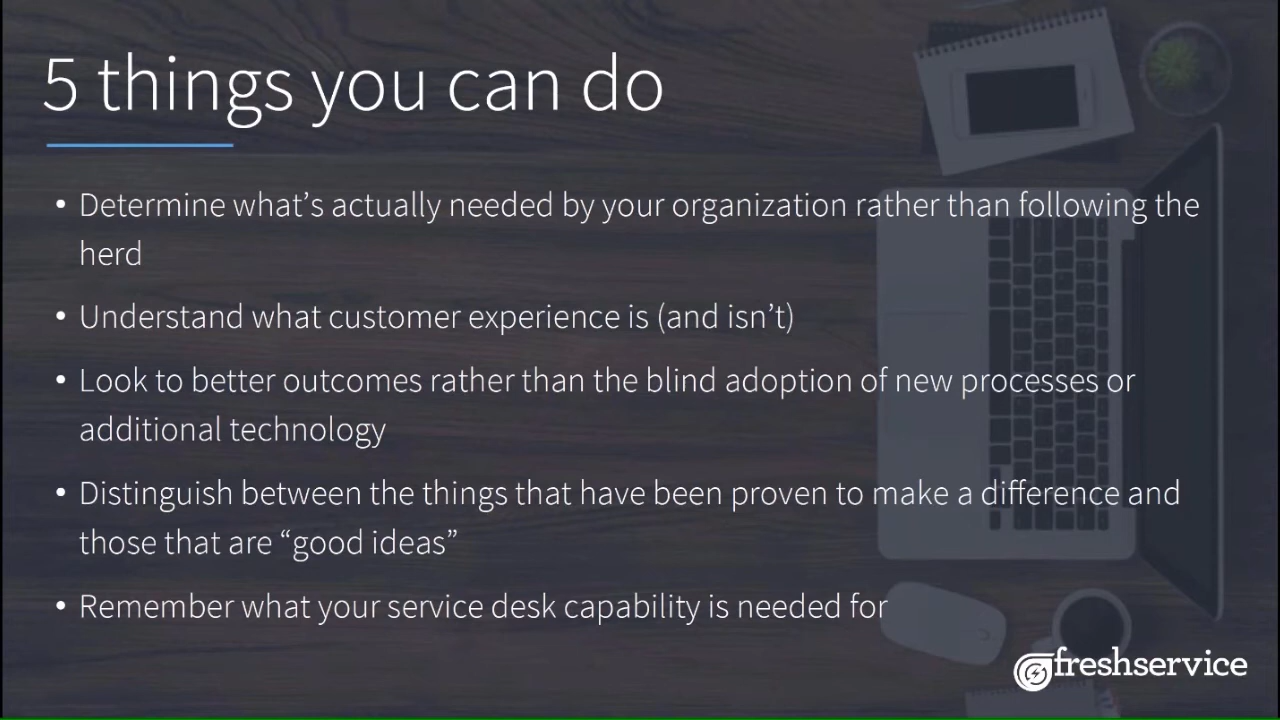 5 things you can do
• Determine what’s actually needed by your organization rather than following the
herd
• Understand what customer experience is (and isn’t)
• Look to better outcomes rather than the blind adoption of new processes or
additional technology
• Distinguish between the things that have been proven to make a difference and
those that are “good ideas”
• Remember what your service desk capability is needed for
freshservice